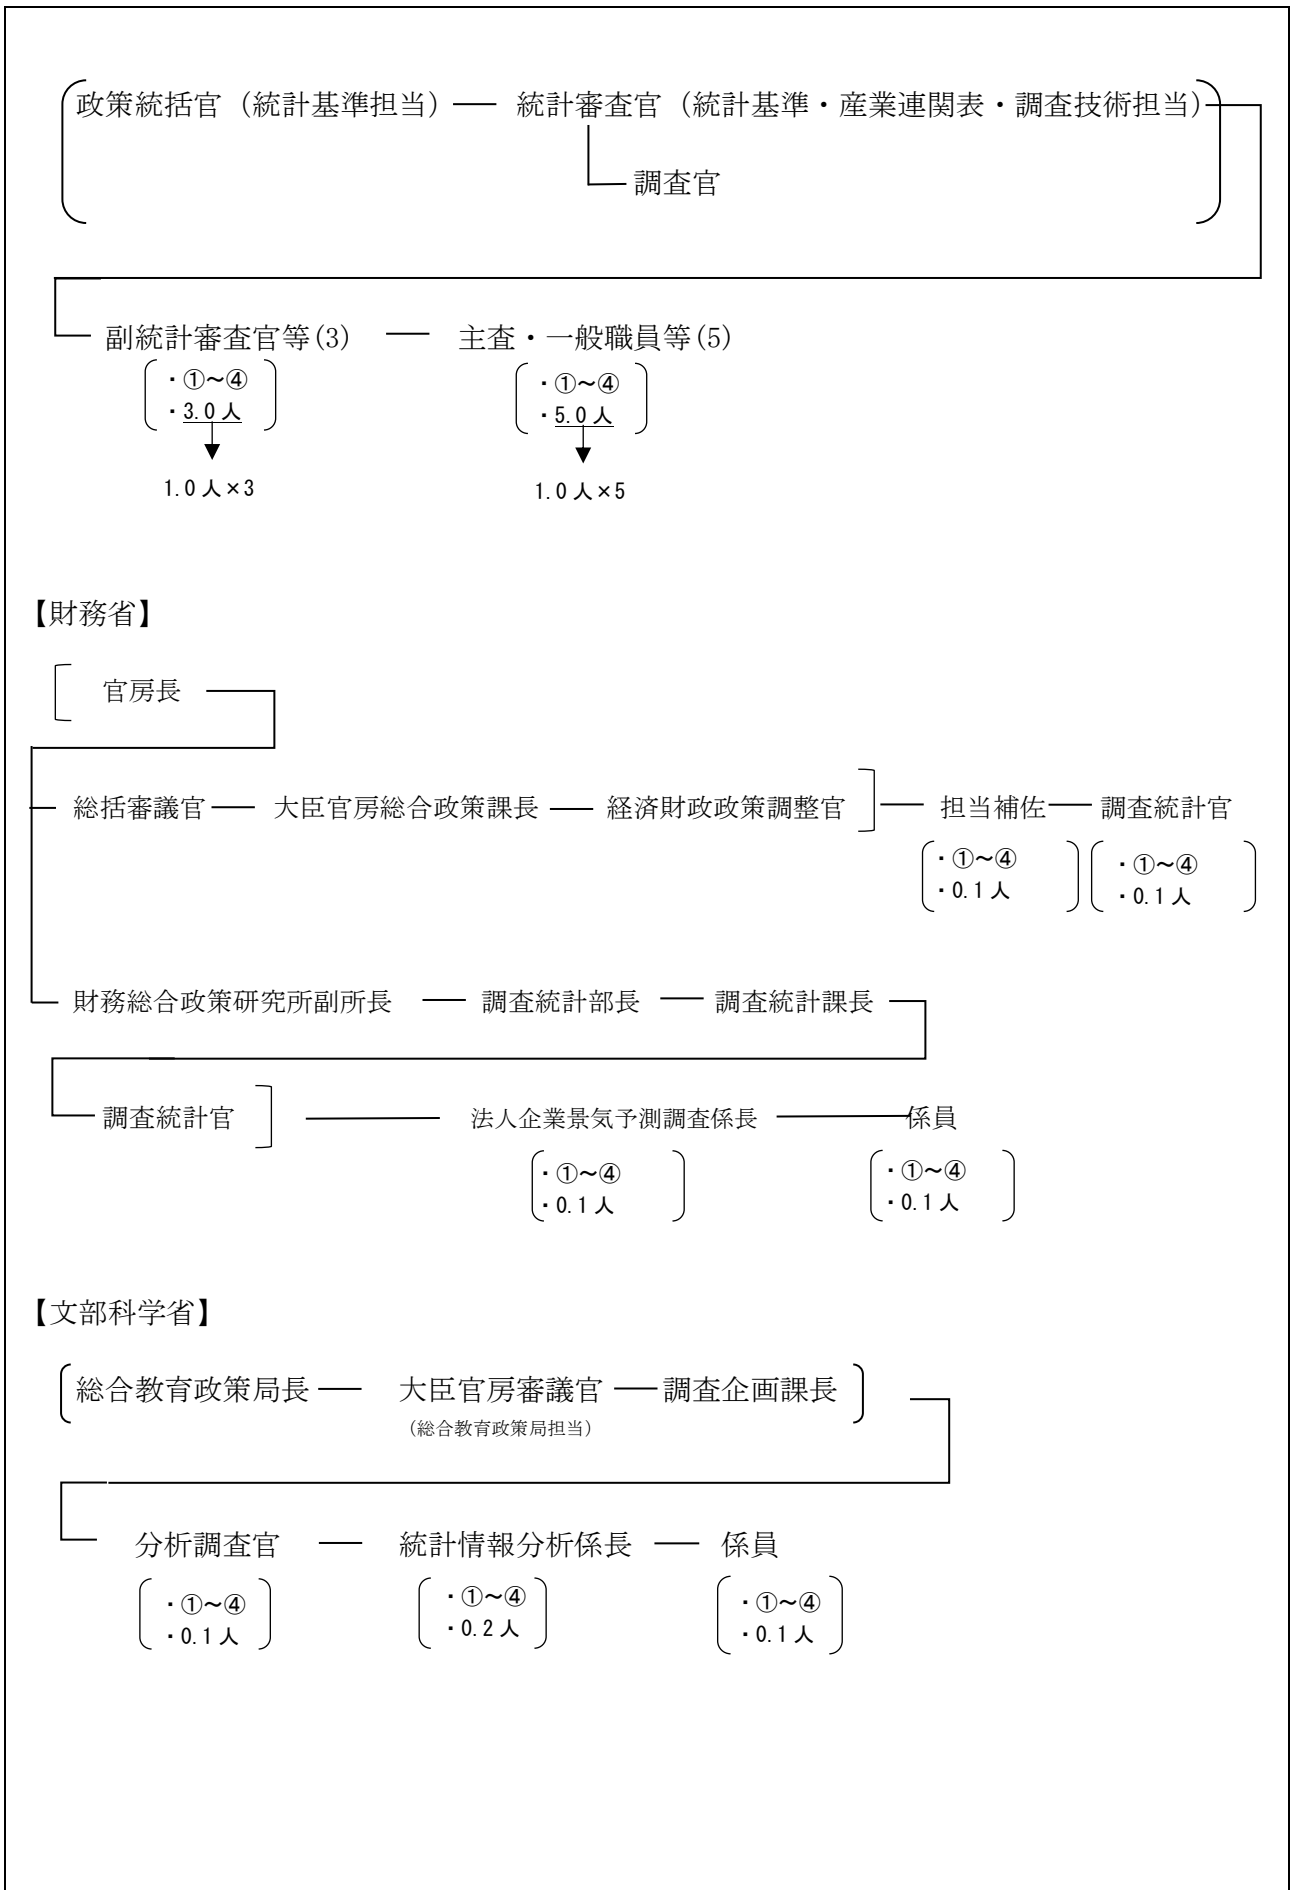 政策統括官（統計基準担当） 統計審査官（統計基準・産業連関表・調査技術担当）
調査官
副統計審査官等(3) 主査・一般職員等(5)
・①～④ ・①～④
・3.0人 ・5.0人
1.0人×3 1.0人×5
【財務省】
官房長
総括審議官 大臣官房総合政策課長 経済財政政策調整官 担当補佐 調査統計官
・①～④ ・①～④
・0.1人 ・0.1人
財務総合政策研究所副所長 調査統計部長 調査統計課長
調査統計官 法人企業景気予測調査係長 係員
・①～④ ・①～④
・0.1人 ・0.1人
【文部科学省】
総合教育政策局長 大臣官房審議官 調査企画課長
（総合教育政策局担当）
分析調査官 統計情報分析係長 係員
・①～④ ・①～④ ・①～④
・0.1人 ・0.2人 ・0.1人